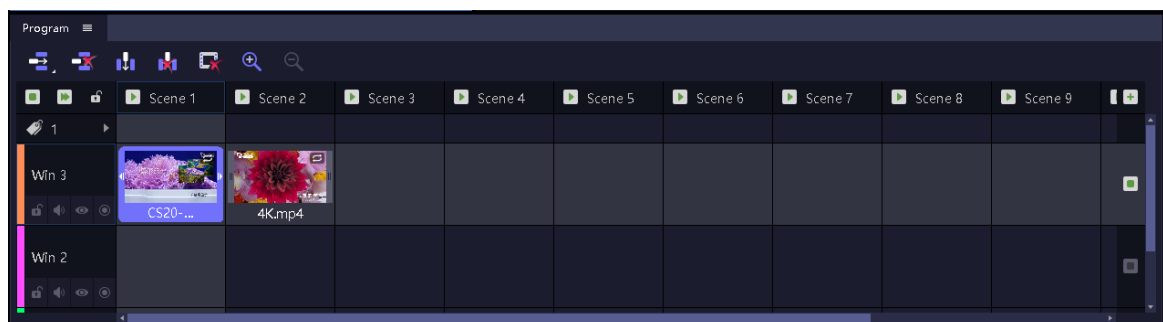 Program
Scene 1 Scene 2 Scene 3 Scene 4 Scene 5 Scene 6 Scene 7 Scene 8 Scene 9
1
Win 3
CS20-... 4K.mp4
Win 2